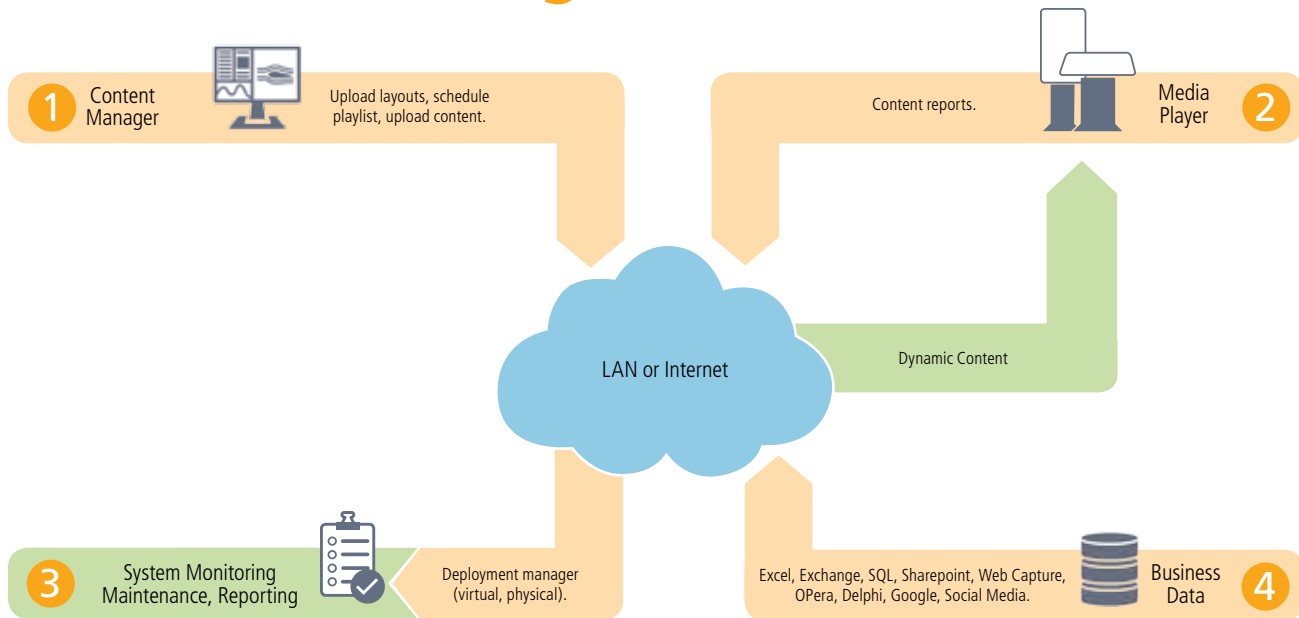 1
Content
Manager
Upload layouts, schedule
playlist, upload content.
Content reports.
Media
Player
2
LAN or Internet
Dynamic Content
3
System Monitoring
Maintenance, Reporting
Deployment manager
(virtual, physical).
Excel, Exchange, SQL, Sharepoint, Web Capture,
OPera, Delphi, Google, Social Media.
Business
Data
4